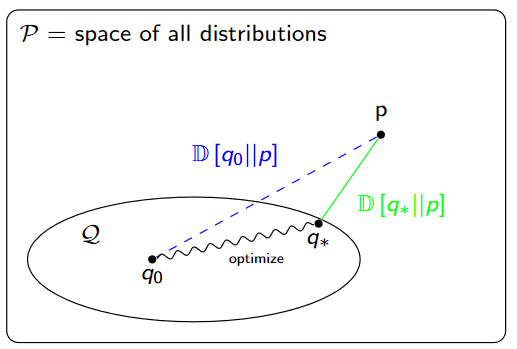 𝒫 = space of all distributions
p
𝔻 [q₀||p]
𝔻 [q∗||p]
𝒬
q∗
optimize
q₀